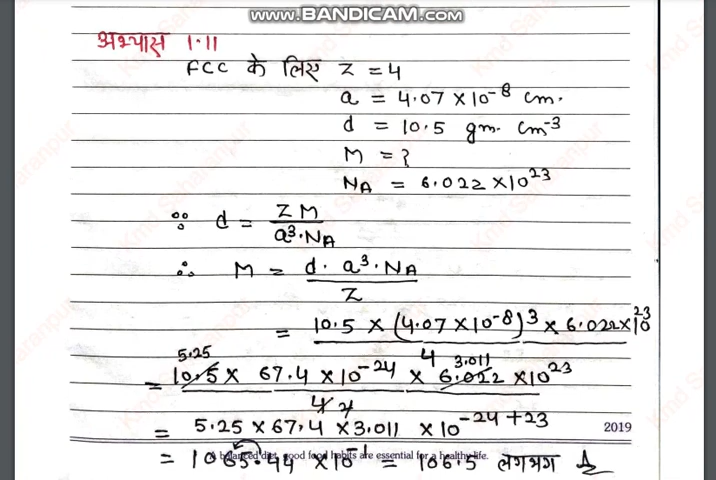 www.BANDICAM.com
अभ्यास 1.11
FCC के लिए Z = 4
a = 4.07 × 10⁻⁸ cm.
d = 10.5 gm. cm⁻³
M = ?
NA = 6.022 × 10²³
∵ d = ZM / a³.NA
∴ M = d. a³. NA / Z
= 10.5 × (4.07 × 10⁻⁸)³ × 6.022 × 10²³ / 4
5.25 3.011
= 10.5 × 67.4 × 10⁻²⁴ × 6.022 × 10²³ / 4 2
= 5.25 × 67.4 × 3.011 × 10⁻²⁴⁺²³ 2019
A balanced diet, good food habits are essential for a healthy life.
= 1065.44 × 10⁻¹ = 106.5 लगभग